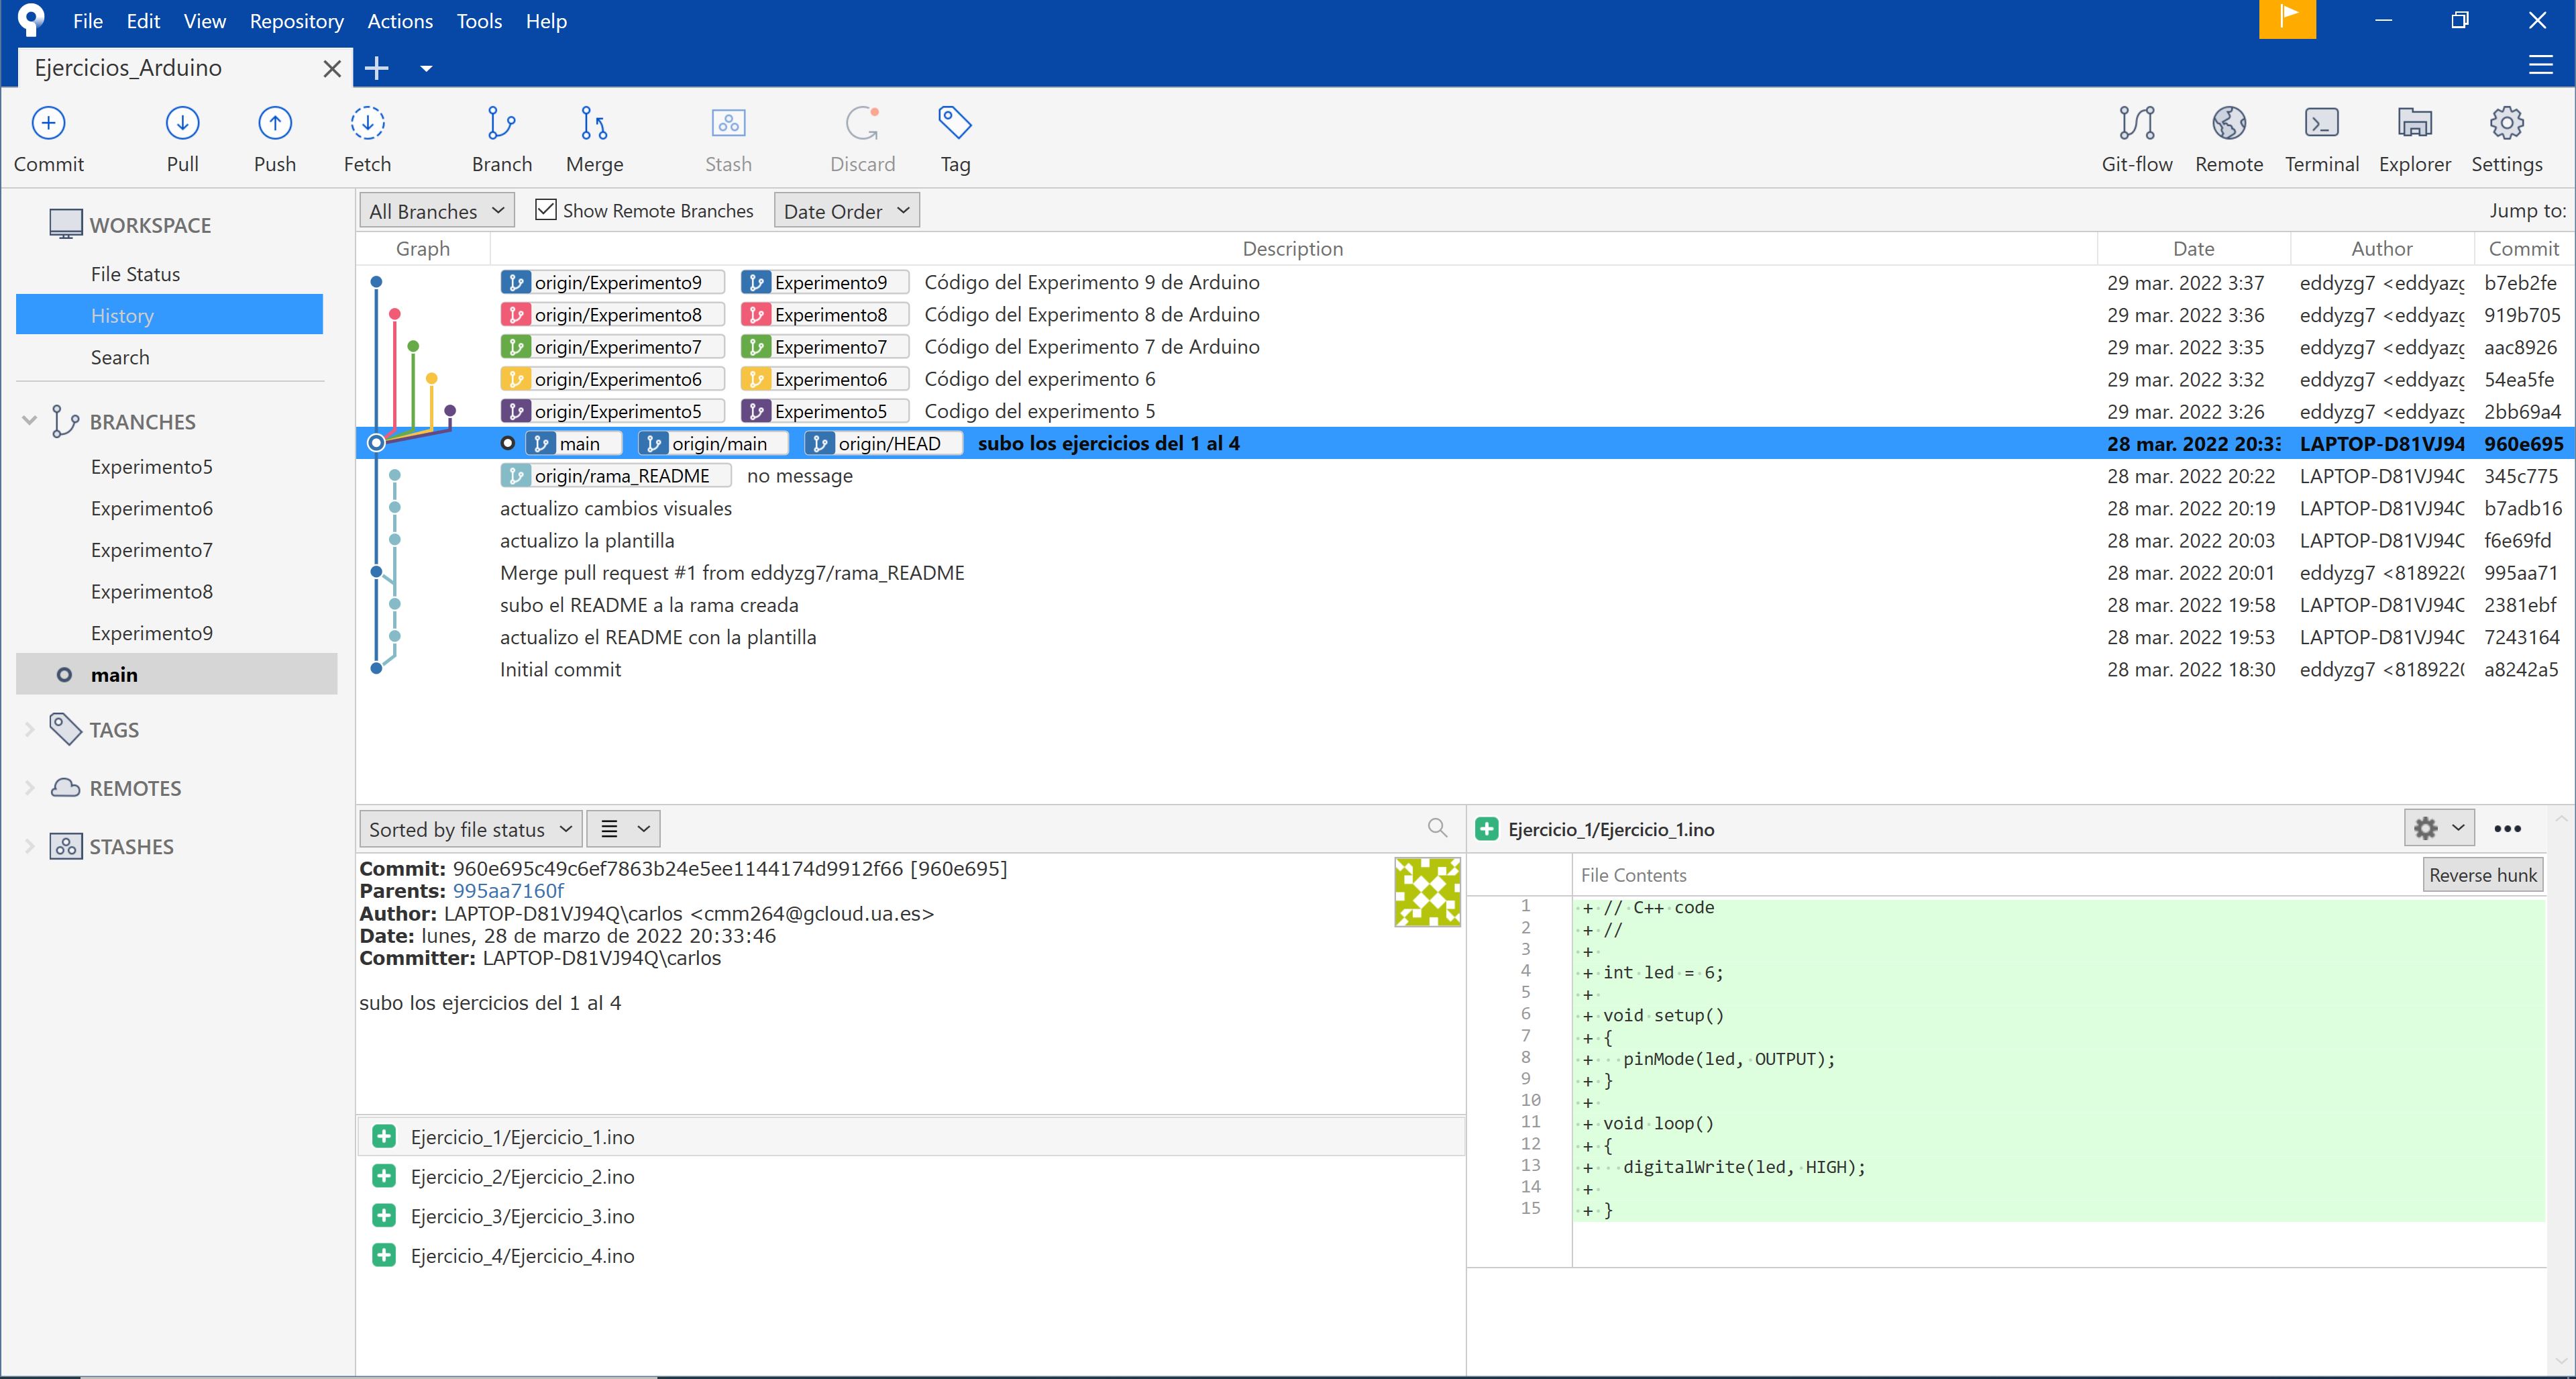 File Edit View Repository Actions Tools Help
Ejercicios_Arduino
Commit Pull Push Fetch Branch Merge Stash Discard Tag Git-flow Remote Terminal Explorer Settings
WORKSPACE
File Status
History
Search
BRANCHES
Experimento5
Experimento6
Experimento7
Experimento8
Experimento9
main
TAGS
REMOTES
STASHES
All Branches Show Remote Branches Date Order Jump to:
Graph Description Date Author Commit
origin/Experimento9 Experimento9 Código del Experimento 9 de Arduino 29 mar. 2022 3:37 eddyzg7 <eddyazg b7eb2fe
origin/Experimento8 Experimento8 Código del Experimento 8 de Arduino 29 mar. 2022 3:36 eddyzg7 <eddyazg 919b705
origin/Experimento7 Experimento7 Código del Experimento 7 de Arduino 29 mar. 2022 3:35 eddyzg7 <eddyazg aac8926
origin/Experimento6 Experimento6 Código del experimento 6 29 mar. 2022 3:32 eddyzg7 <eddyazg 54ea5fe
origin/Experimento5 Experimento5 Codigo del experimento 5 29 mar. 2022 3:26 eddyzg7 <eddyazg 2bb69a4
main origin/main origin/HEAD subo los ejercicios del 1 al 4 28 mar. 2022 20:33 LAPTOP-D81VJ94 960e695
origin/rama_README no message 28 mar. 2022 20:22 LAPTOP-D81VJ94Q 345c775
actualizo cambios visuales 28 mar. 2022 20:19 LAPTOP-D81VJ94Q b7adb16
actualizo la plantilla 28 mar. 2022 20:03 LAPTOP-D81VJ94Q f6e69fd
Merge pull request #1 from eddyzg7/rama_README 28 mar. 2022 20:01 eddyzg7 <818922 995aa71
subo el README a la rama creada 28 mar. 2022 19:58 LAPTOP-D81VJ94Q 2381ebf
actualizo el README con la plantilla 28 mar. 2022 19:53 LAPTOP-D81VJ94Q 7243164
Initial commit 28 mar. 2022 18:30 eddyzg7 <818922 a8242a5
Sorted by file status
Commit: 960e695c49c6ef7863b24e5ee1144174d9912f66 [960e695]
Parents: 995aa7160f
Author: LAPTOP-D81VJ94Q\carlos <cmm264@gcloud.ua.es>
Date: lunes, 28 de marzo de 2022 20:33:46
Committer: LAPTOP-D81VJ94Q\carlos
subo los ejercicios del 1 al 4
Ejercicio_1/Ejercicio_1.ino
Ejercicio_2/Ejercicio_2.ino
Ejercicio_3/Ejercicio_3.ino
Ejercicio_4/Ejercicio_4.ino
Ejercicio_1/Ejercicio_1.ino
File Contents Reverse hunk
1 + // C++ code
2 + //
3 +
4 + int led = 6;
5 +
6 + void setup()
7 + {
8 + pinMode(led, OUTPUT);
9 + }
10 +
11 + void loop()
12 + {
13 + digitalWrite(led, HIGH);
14 +
15 + }